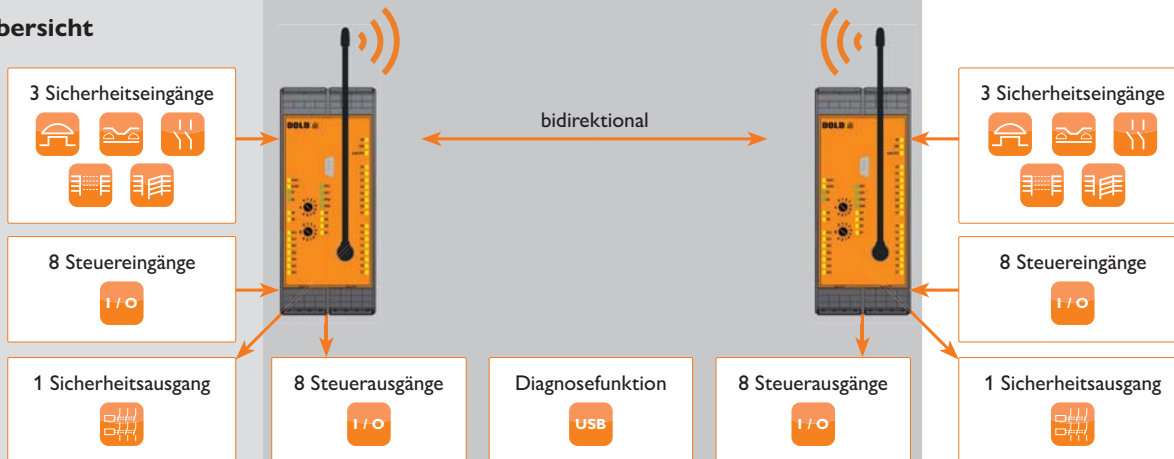 bersicht
3 Sicherheitseingänge
bidirektional
3 Sicherheitseingänge
DOLD
DOLD
8 Steuereingänge
I / O
8 Steuereingänge
I / O
1 Sicherheitsausgang
8 Steuerausgänge
I / O
Diagnosefunktion
USB
8 Steuerausgänge
I / O
1 Sicherheitsausgang